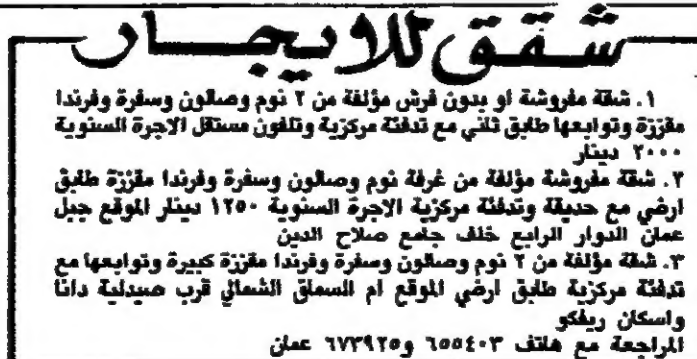 شقق للايجار
١. شقة مفروشة او بدون فرش مؤلفة من ٢ نوم وصالون وسفرة وفرندا
مقززة وتوابعها طابق ثاني مع تدفئة مركزية وتلفون مستقل الاجرة السنوية
٢٠٠٠ دينار
٢. شقة مفروشة مؤلفة من غرفة نوم وصالون وسفرة وفرندا مقززة طابق
ارضي مع حديقة وتدفئة مركزية الاجرة السنوية ١٢٥٠ دينار الموقع جبل
عمان الدوار الرابع خلف جامع صلاح الدين
٣. شقة مؤلفة من ٢ نوم وصالون وسفرة وفرندا مقززة كبيرة وتوابعها مع
تدفئة مركزية طابق ارضي الموقع ام السماق الشمالي قرب صيدلية دانا
واسكان ريفكو
المراجعة مع هاتف ٦٥٥٤٠٣ و٦٧٣٩٢٥ عمان